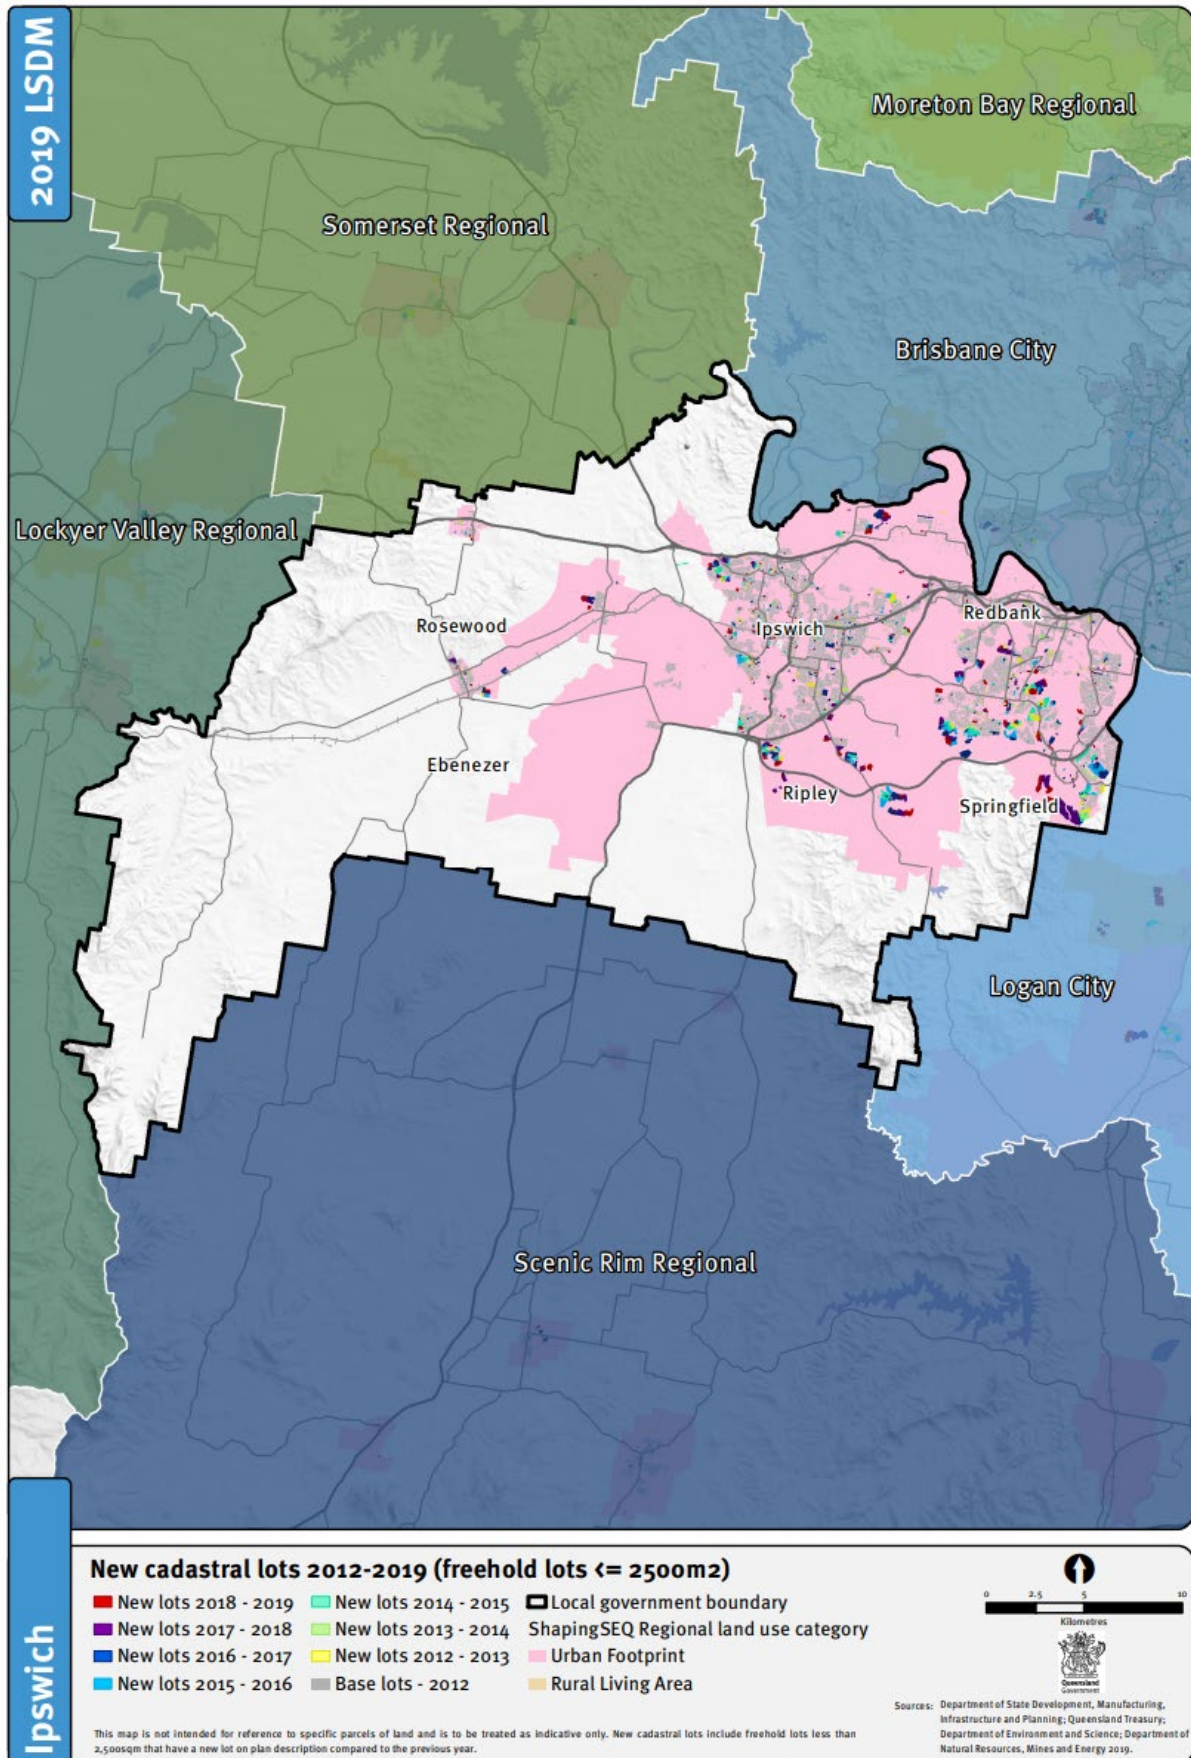 2019 LSDM
Moreton Bay Regional
Somerset Regional
Brisbane City
Lockyer Valley Regional
Redbank
Rosewood
Ipswich
Ebenezer
Ripley
Springfield
Logan City
Scenic Rim Regional
Ipswich
New cadastral lots 2012-2019 (freehold lots <= 2500m2)
New lots 2018 - 2019
New lots 2017 - 2018
New lots 2016 - 2017
New lots 2015 - 2016
New lots 2014 - 2015
New lots 2013 - 2014
New lots 2012 - 2013
Base lots - 2012
Local government boundary
ShapingSEQ Regional land use category
Urban Footprint
Rural Living Area
0 2.5 5 10
Kilometres
Queensland
Government
Sources: Department of State Development, Manufacturing,
Infrastructure and Planning; Queensland Treasury;
Department of Environment and Science; Department of
Natural Resources, Mines and Energy 2019.
This map is not intended for reference to specific parcels of land and is to be treated as indicative only. New cadastral lots include freehold lots less than
2,500sqm that have a new lot on plan description compared to the previous year.